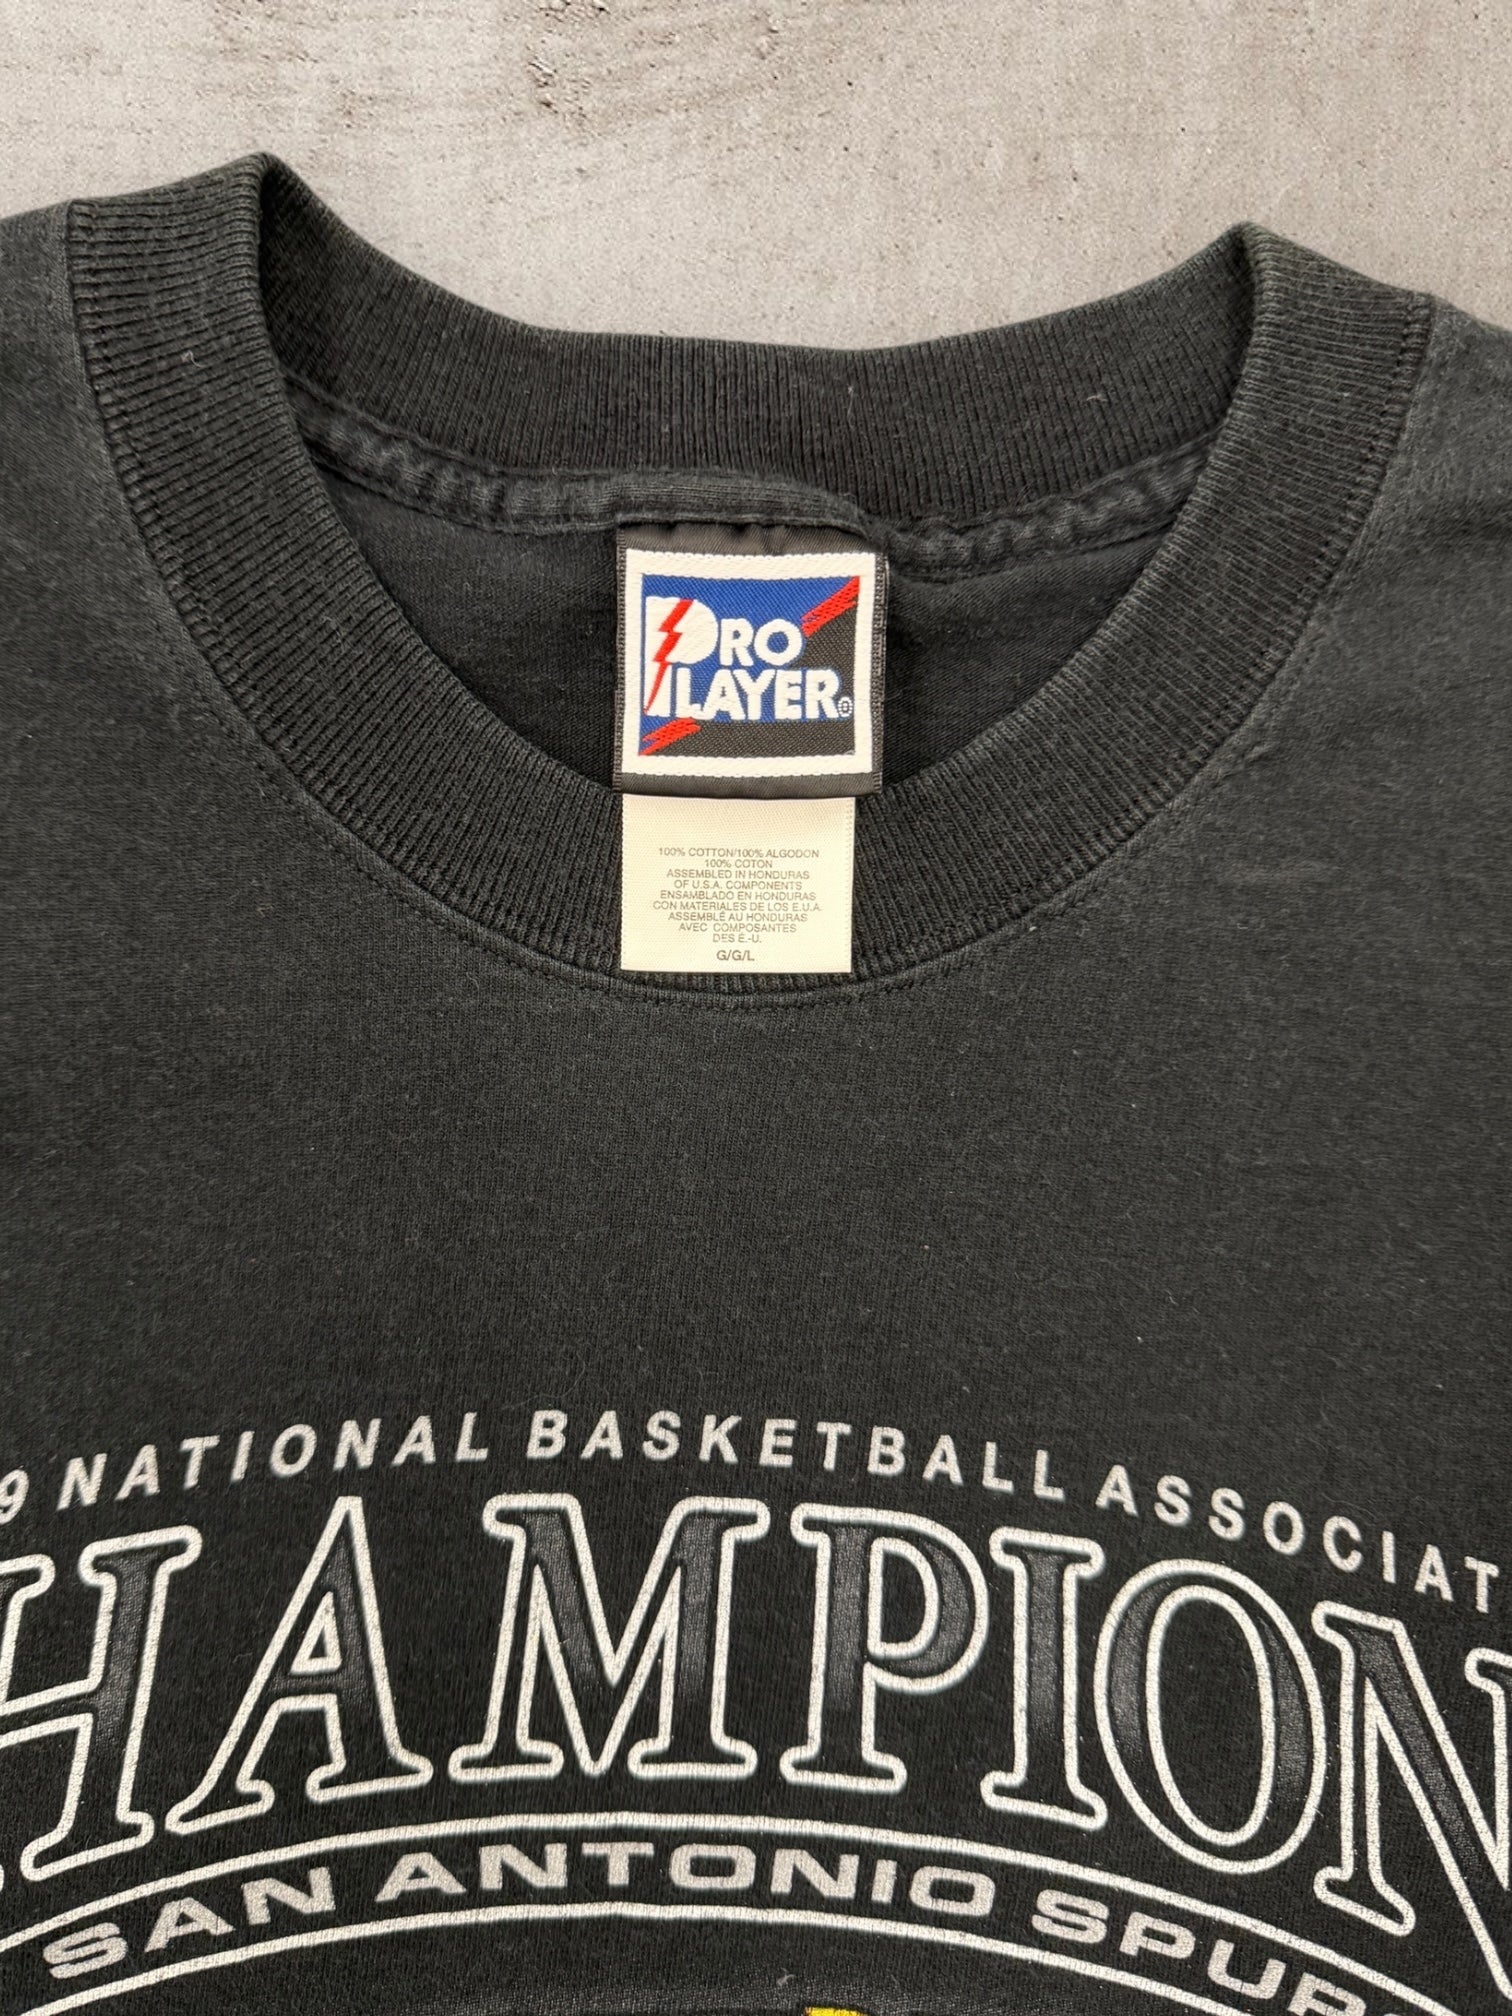 PRO
PLAYER®
100% COTTON/100% ALGODON
100% COTON
ASSEMBLED IN HONDURAS
OF U.S.A. COMPONENTS
ENSAMBLADO EN HONDURAS
CON MATERIALES DE LOS E.U.A.
ASSEMBLÉ AU HONDURAS
AVEC COMPOSANTES
DES É.-U.
G/G/L
9 NATIONAL BASKETBALL ASSOCIAT
HAMPION
SAN ANTONIO SPUR